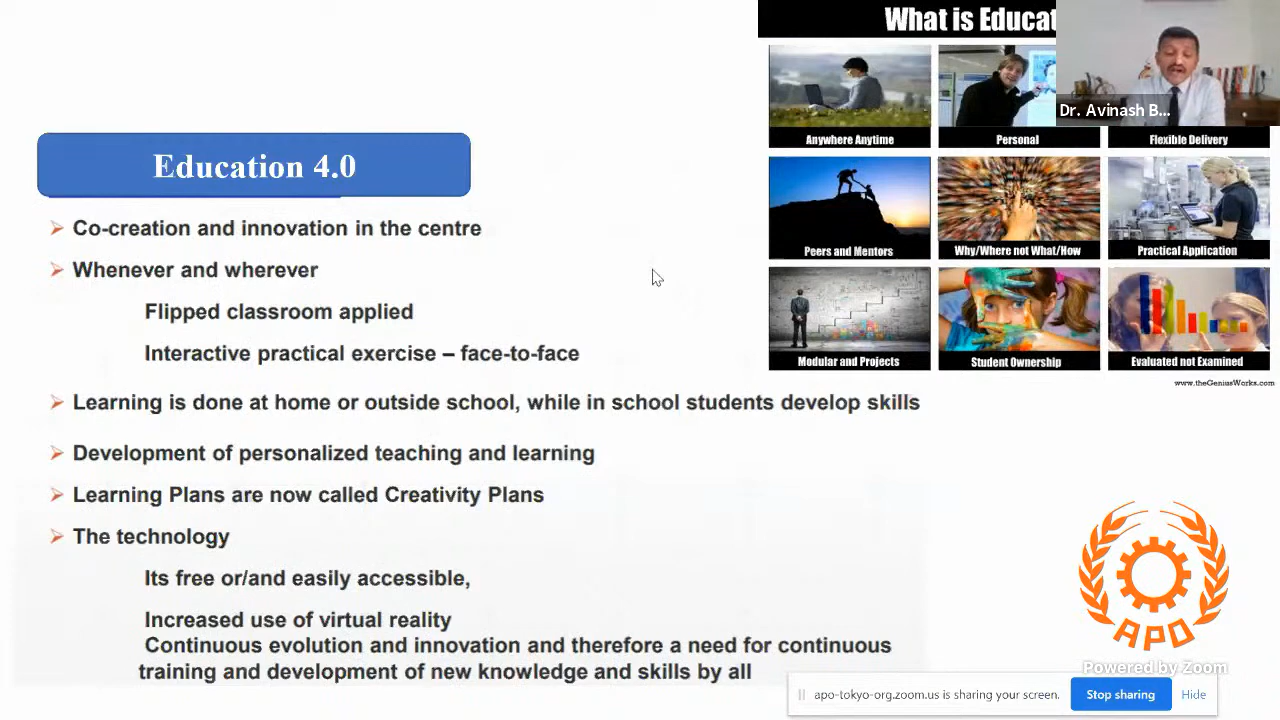 What is Educat
Dr. Avinash B...
Anywhere Anytime
Personal
Flexible Delivery
Peers and Mentors
Why/Where not What/How
Practical Application
Modular and Projects
Student Ownership
Evaluated not Examined
www.theGeniusWorks.com
Education 4.0
Co-creation and innovation in the centre
Whenever and wherever
Flipped classroom applied
Interactive practical exercise – face-to-face
Learning is done at home or outside school, while in school students develop skills
Development of personalized teaching and learning
Learning Plans are now called Creativity Plans
The technology
Its free or/and easily accessible,
Increased use of virtual reality
Continuous evolution and innovation and therefore a need for continuous
training and development of new knowledge and skills by all
APO
Powered by Zoom
apo-tokyo-org.zoom.us is sharing your screen.
Stop sharing
Hide